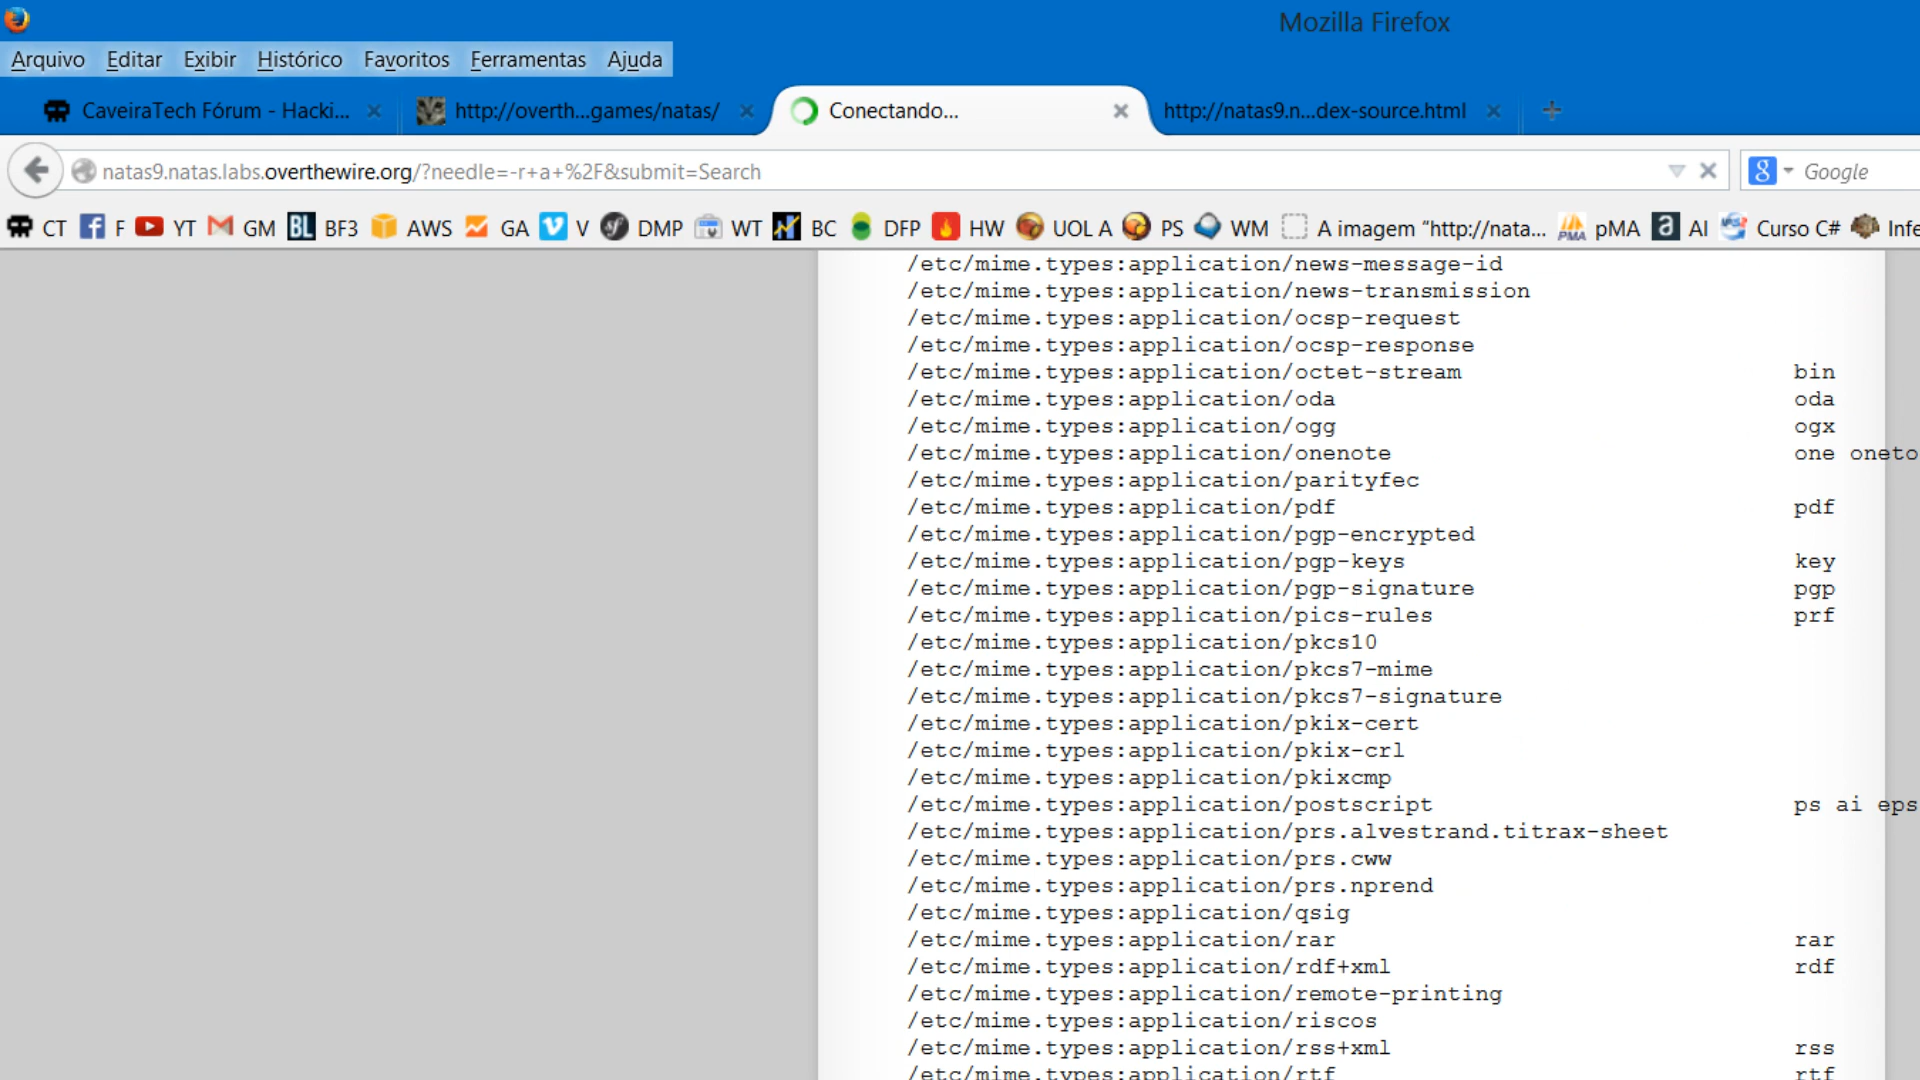 Mozilla Firefox
Arquivo Editar Exibir Histórico Favoritos Ferramentas Ajuda
CaveiraTech Fórum - Hacki... http://overth...games/natas/ Conectando... http://natas9.n...dex-source.html
natas9.natas.labs.overthewire.org/?needle=-r+a+%2F&submit=Search Google
CT F YT GM BL BF3 AWS GA V DMP WT BC DFP HW UOL A PS WM A imagem “http://nata... pMA AI Curso C# Infe
/etc/mime.types:application/news-message-id
/etc/mime.types:application/news-transmission
/etc/mime.types:application/ocsp-request
/etc/mime.types:application/ocsp-response
/etc/mime.types:application/octet-stream bin
/etc/mime.types:application/oda oda
/etc/mime.types:application/ogg ogx
/etc/mime.types:application/onenote one oneto
/etc/mime.types:application/parityfec
/etc/mime.types:application/pdf pdf
/etc/mime.types:application/pgp-encrypted
/etc/mime.types:application/pgp-keys key
/etc/mime.types:application/pgp-signature pgp
/etc/mime.types:application/pics-rules prf
/etc/mime.types:application/pkcs10
/etc/mime.types:application/pkcs7-mime
/etc/mime.types:application/pkcs7-signature
/etc/mime.types:application/pkix-cert
/etc/mime.types:application/pkix-crl
/etc/mime.types:application/pkixcmp
/etc/mime.types:application/postscript ps ai eps
/etc/mime.types:application/prs.alvestrand.titrax-sheet
/etc/mime.types:application/prs.cww
/etc/mime.types:application/prs.nprend
/etc/mime.types:application/qsig
/etc/mime.types:application/rar rar
/etc/mime.types:application/rdf+xml rdf
/etc/mime.types:application/remote-printing
/etc/mime.types:application/riscos
/etc/mime.types:application/rss+xml rss
/etc/mime.types:application/rtf rtf